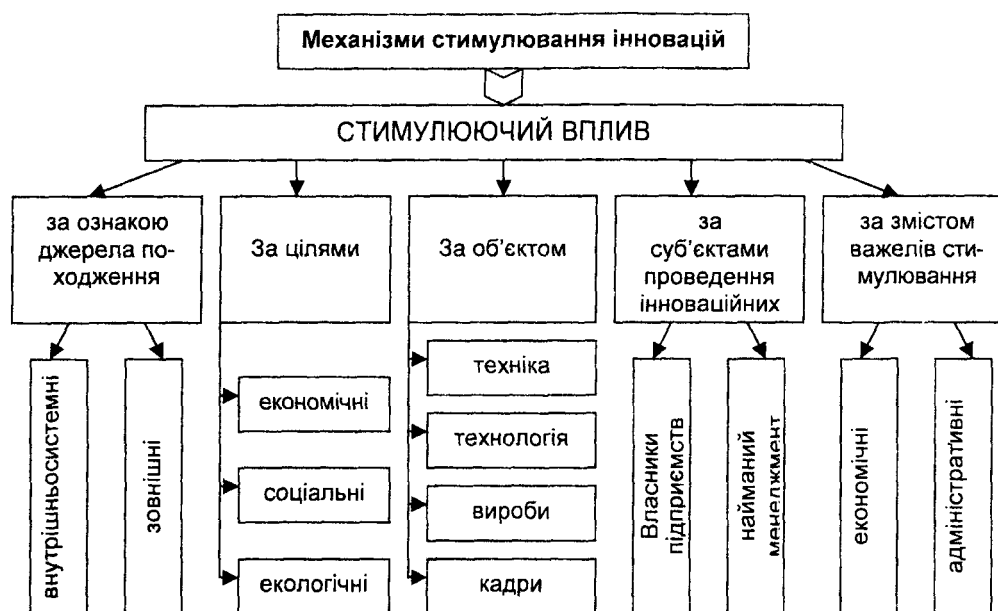 Механізми стимулювання інновацій
СТИМУЛЮЮЧИЙ ВПЛИВ
за ознакою
джерела по-
ходження
За цілями
За об'єктом
за
суб'єктами
проведення
інноваційних
за змістом
важелів сти-
мулювання
внутрішньосистемні
зовнішні
економічні
соціальні
екологічні
техніка
технологія
вироби
кадри
Власники
підприємств
найманий
менеджмент
економічні
адміністративні